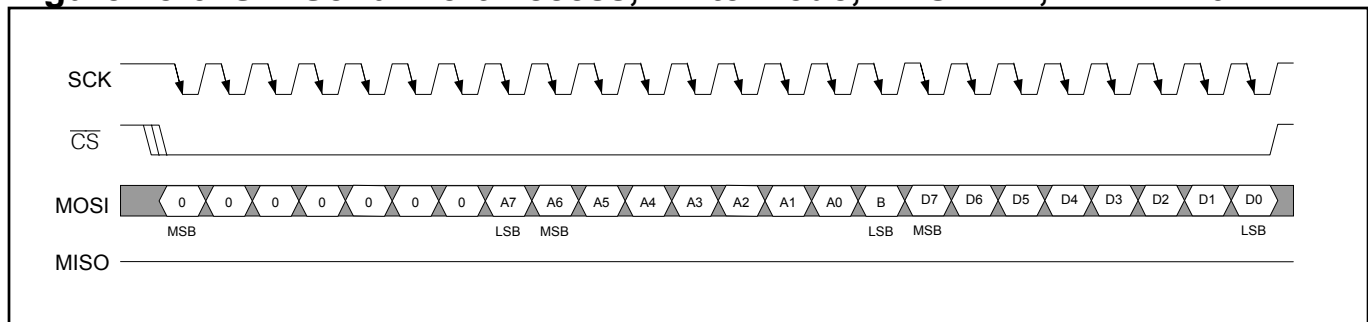 SCK
CS
MOSI 0 0 0 0 0 0 0 A7 A6 A5 A4 A3 A2 A1 A0 B D7 D6 D5 D4 D3 D2 D1 D0
MSB LSB MSB LSB MSB LSB
MISO